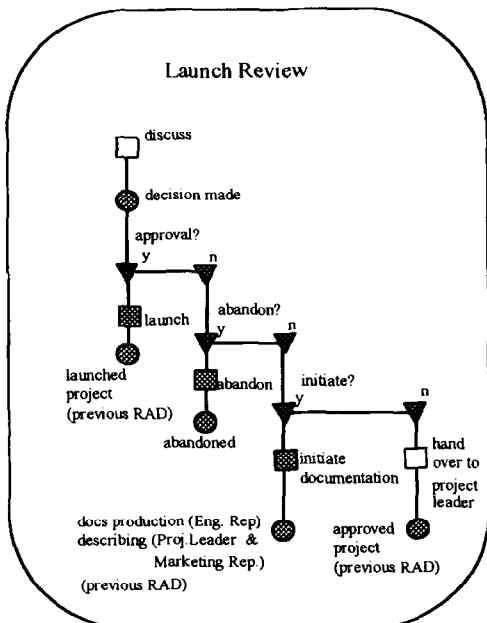 Launch Review
discuss
decision made
approval?
y
n
launch
abandon?
y
n
launched
project
(previous RAD)
abandon
initiate?
y
n
abandoned
initiate
documentation
hand
over to
project
leader
docs production (Eng. Rep)
describing (Proj.Leader &
Marketing Rep.)
(previous RAD)
approved
project
(previous RAD)